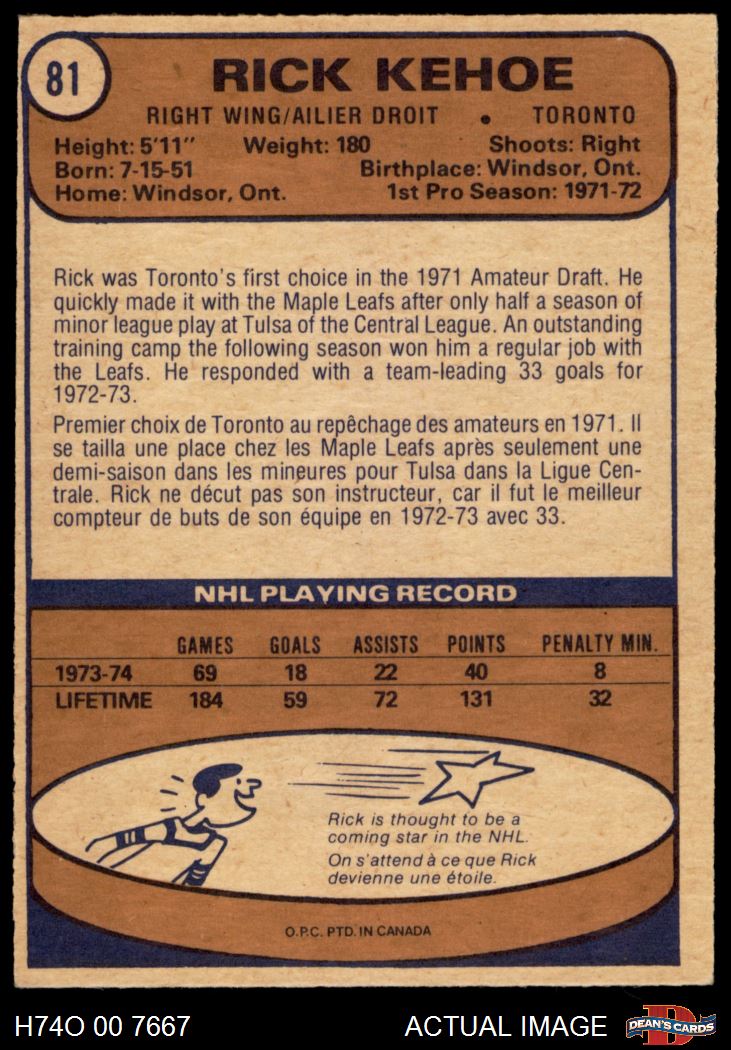 81
RICK KEHOE
RIGHT WING/AILIER DROIT • TORONTO
Height: 5'11" Weight: 180 Shoots: Right
Born: 7-15-51 Birthplace: Windsor, Ont.
Home: Windsor, Ont. 1st Pro Season: 1971-72
Rick was Toronto's first choice in the 1971 Amateur Draft. He
quickly made it with the Maple Leafs after only half a season of
minor league play at Tulsa of the Central League. An outstanding
training camp the following season won him a regular job with
the Leafs. He responded with a team-leading 33 goals for
1972-73.
Premier choix de Toronto au repêchage des amateurs en 1971. Il
se tailla une place chez les Maple Leafs après seulement une
demi-saison dans les mineures pour Tulsa dans la Ligue Cen-
trale. Rick ne décut pas son instructeur, car il fut le meilleur
compteur de buts de son équipe en 1972-73 avec 33.
NHL PLAYING RECORD
GAMES GOALS ASSISTS POINTS PENALTY MIN.
1973-74 69 18 22 40 8
LIFETIME 184 59 72 131 32
Rick is thought to be a
coming star in the NHL.
On s'attend à ce que Rick
devienne une étoile.
O.P.C. PTD. IN CANADA
H74O 00 7667 ACTUAL IMAGE DEAN'S CARDS